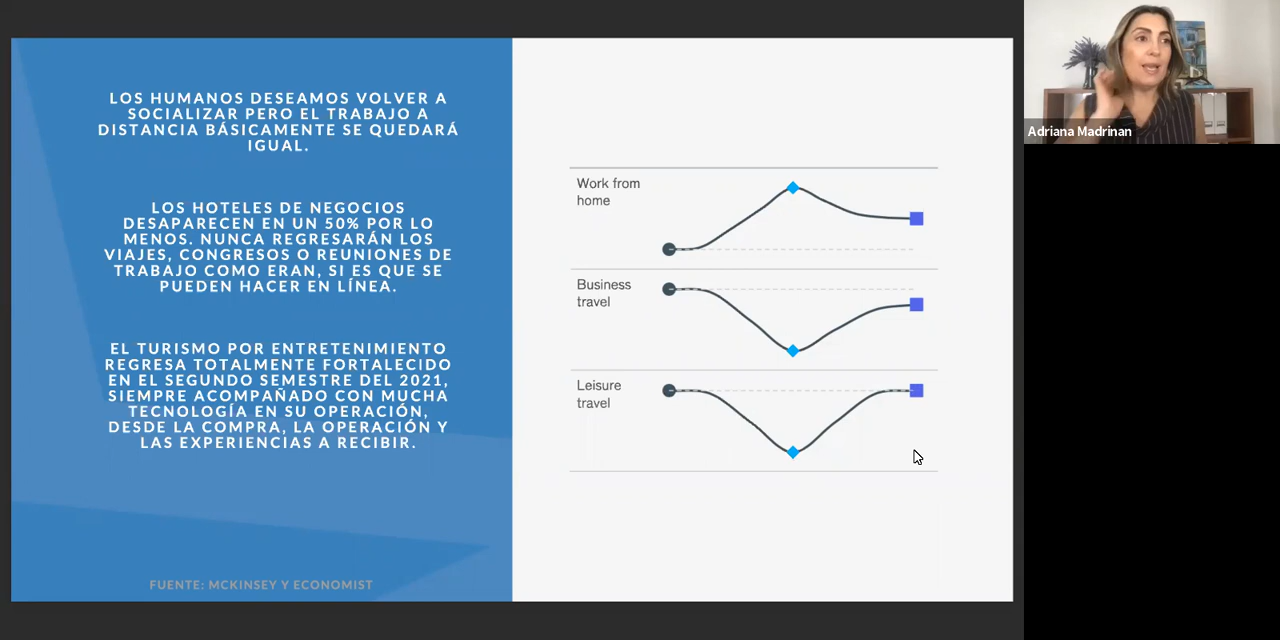 LOS HUMANOS DESEAMOS VOLVER A
SOCIALIZAR PERO EL TRABAJO A
DISTANCIA BÁSICAMENTE SE QUEDARÁ
IGUAL.
LOS HOTELES DE NEGOCIOS
DESAPARECEN EN UN 50% POR LO
MENOS. NUNCA REGRESARÁN LOS
VIAJES, CONGRESOS O REUNIONES DE
TRABAJO COMO ERAN, SI ES QUE SE
PUEDEN HACER EN LÍNEA.
EL TURISMO POR ENTRETENIMIENTO
REGRESA TOTALMENTE FORTALECIDO
EN EL SEGUNDO SEMESTRE DEL 2021,
SIEMPRE ACOMPAÑADO CON MUCHA
TECNOLOGÍA EN SU OPERACIÓN,
DESDE LA COMPRA, LA OPERACIÓN Y
LAS EXPERIENCIAS A RECIBIR.
FUENTE: MCKINSEY Y ECONOMIST
Work from
home
Business
travel
Leisure
travel
Adriana Madrinan